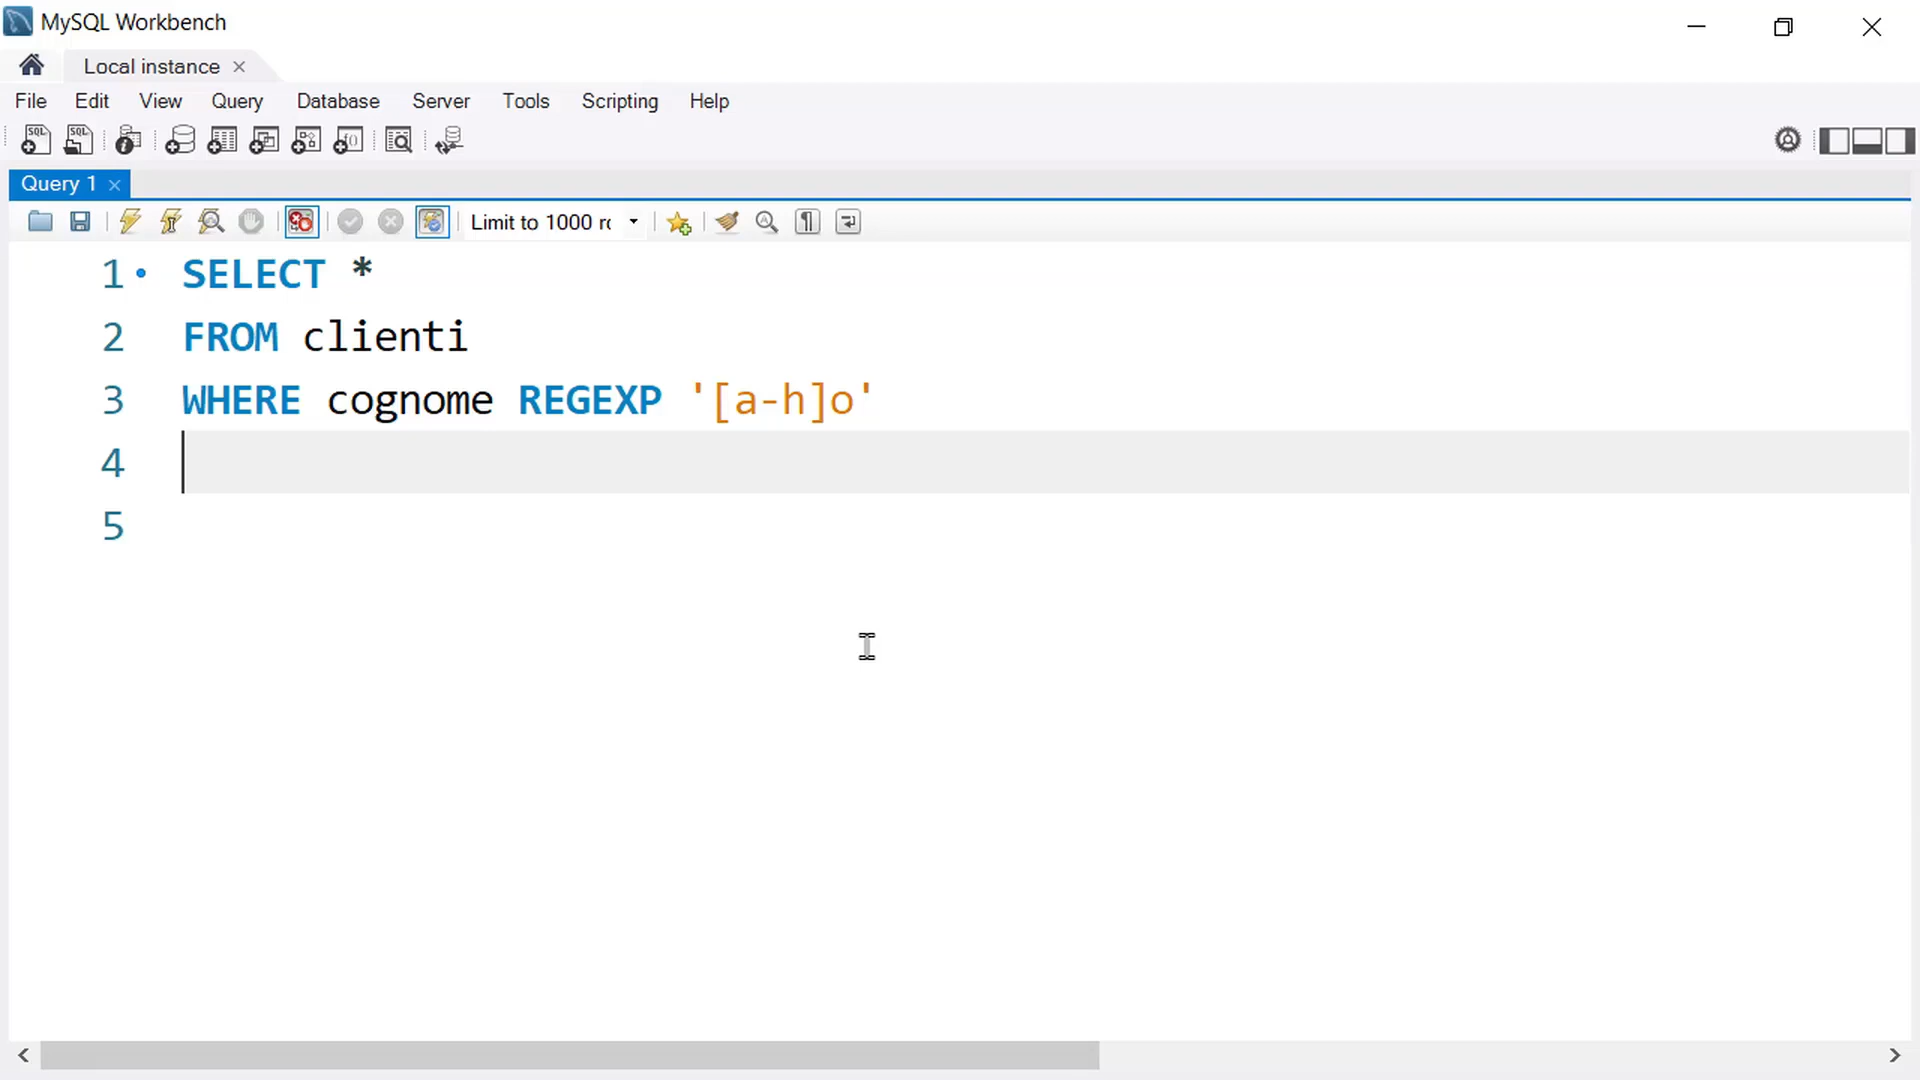 MySQL Workbench
Local instance
File Edit View Query Database Server Tools Scripting Help
Query 1
Limit to 1000 rc
1 SELECT *
2 FROM clienti
3 WHERE cognome REGEXP '[a-h]o'
4
5